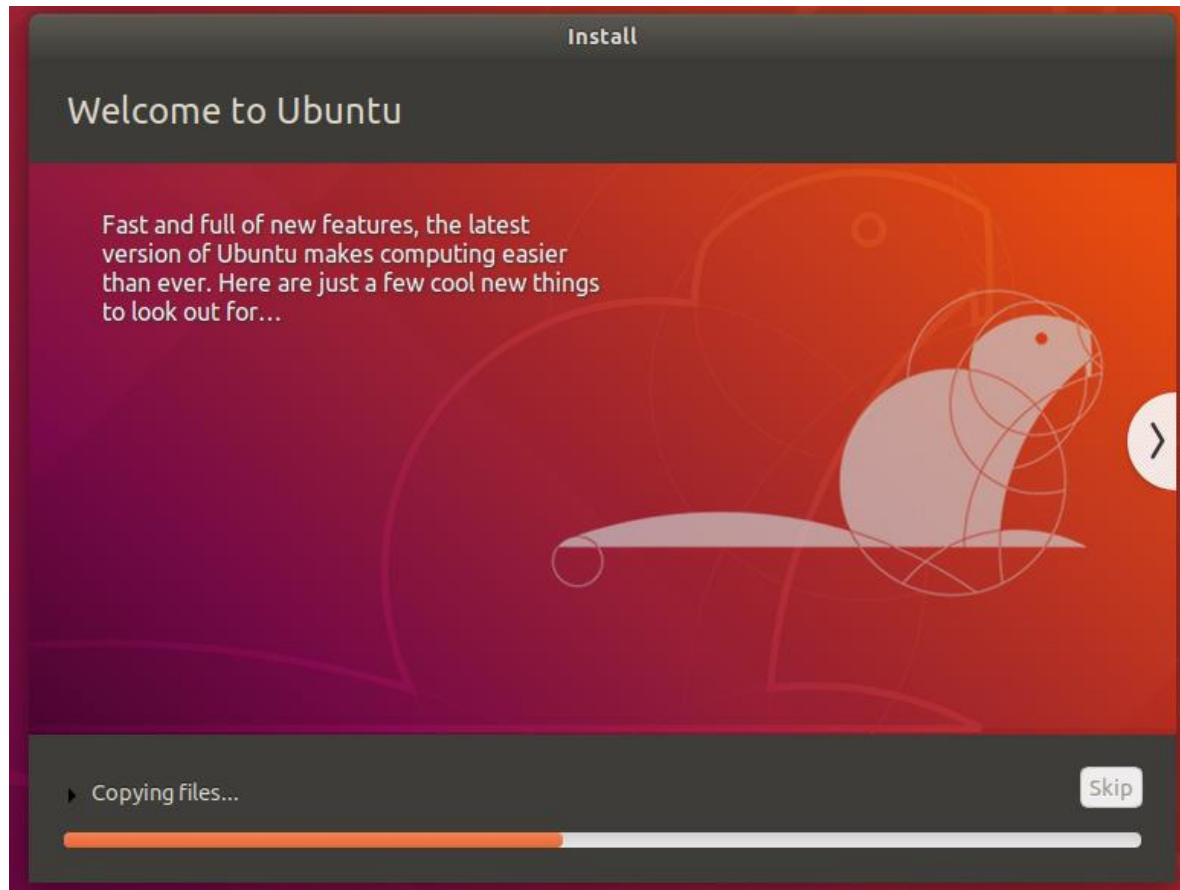 Install
Welcome to Ubuntu
Fast and full of new features, the latest
version of Ubuntu makes computing easier
than ever. Here are just a few cool new things
to look out for…
Copying files...
Skip